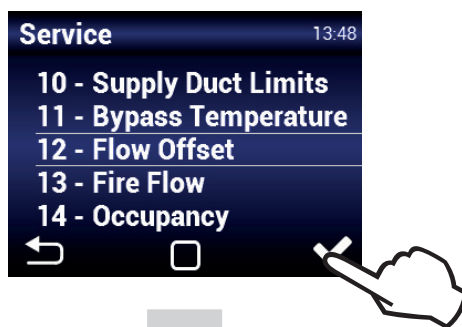 Service 13:48
10 - Supply Duct Limits
11 - Bypass Temperature
12 - Flow Offset
13 - Fire Flow
14 - Occupancy